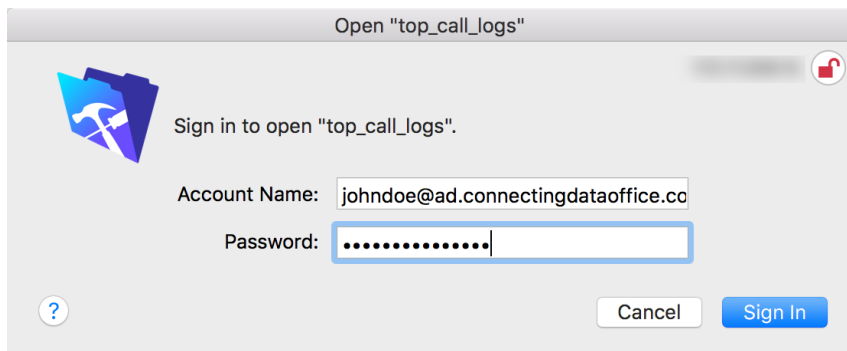 Open "top_call_logs"
Sign in to open "top_call_logs".
Account Name: johndoe@ad.connectingdataoffice.co
Password: •••••••••••••••
? Cancel Sign In